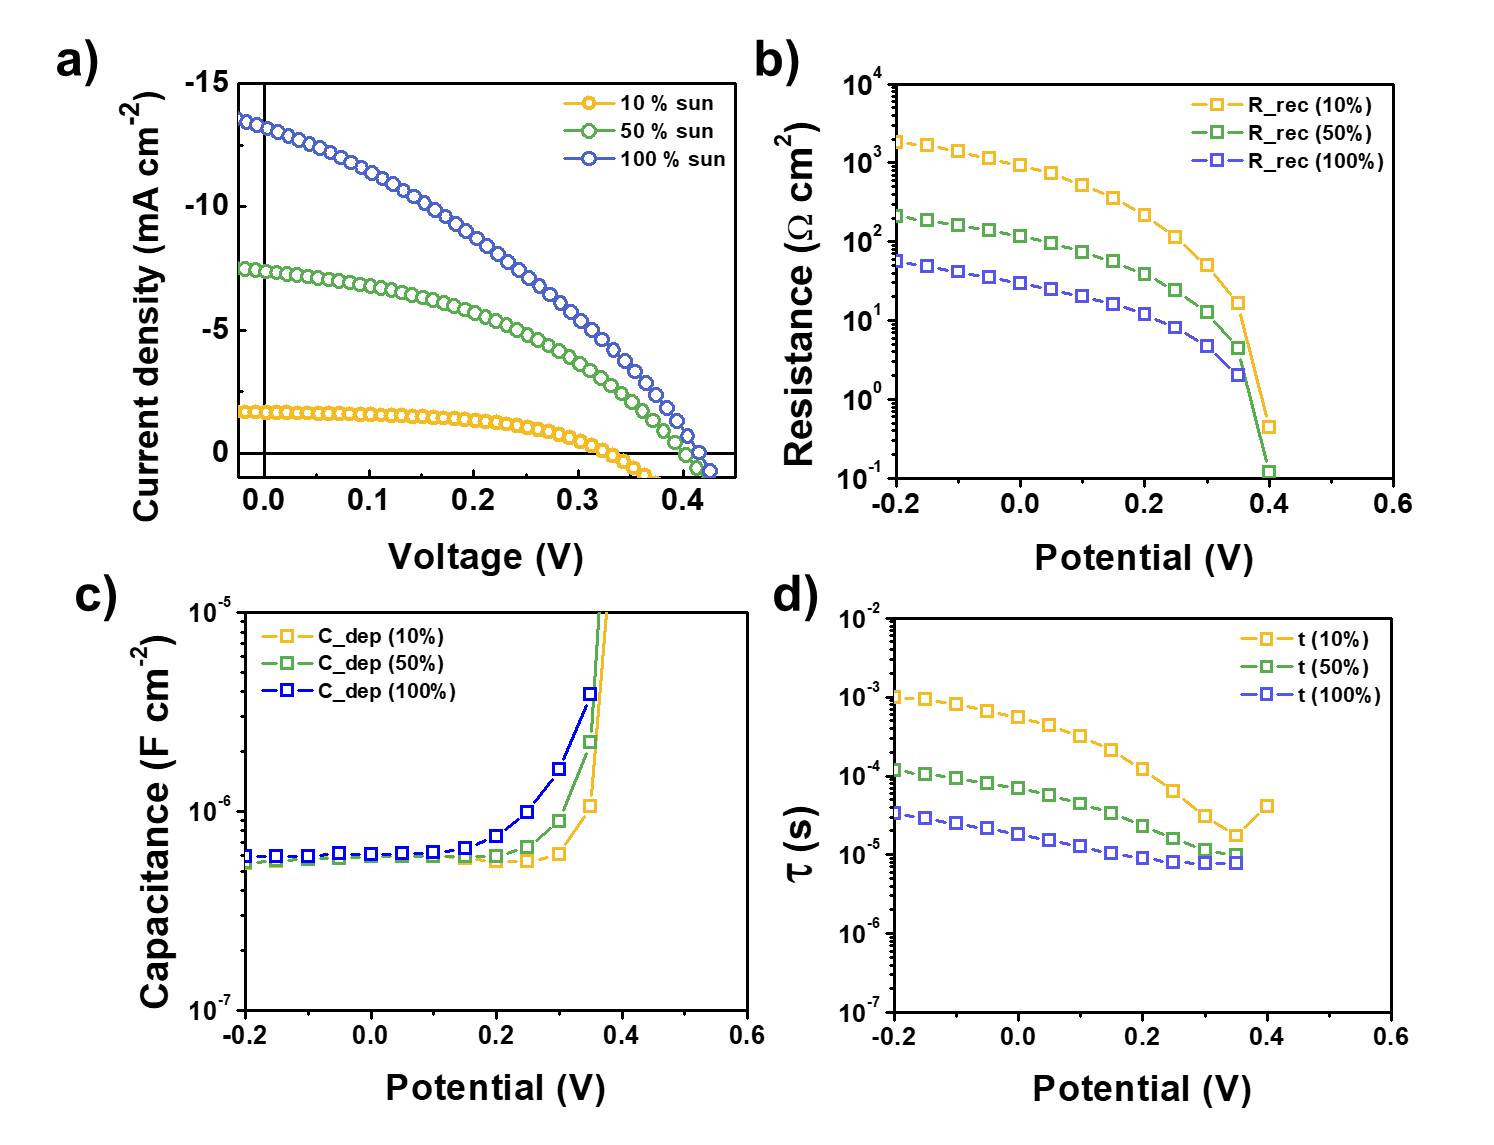 a)
Current density (mA cm-2)
-15
-10
-5
0
0.0 0.1 0.2 0.3 0.4
Voltage (V)
10 % sun
50 % sun
100 % sun
b)
Resistance (Ω cm2)
104
103
102
101
100
10-1
-0.2 0.0 0.2 0.4 0.6
Potential (V)
R_rec (10%)
R_rec (50%)
R_rec (100%)
c)
Capacitance (F cm-2)
10-5
10-6
10-7
-0.2 0.0 0.2 0.4 0.6
Potential (V)
C_dep (10%)
C_dep (50%)
C_dep (100%)
d)
τ (s)
10-2
10-3
10-4
10-5
10-6
10-7
-0.2 0.0 0.2 0.4 0.6
Potential (V)
t (10%)
t (50%)
t (100%)